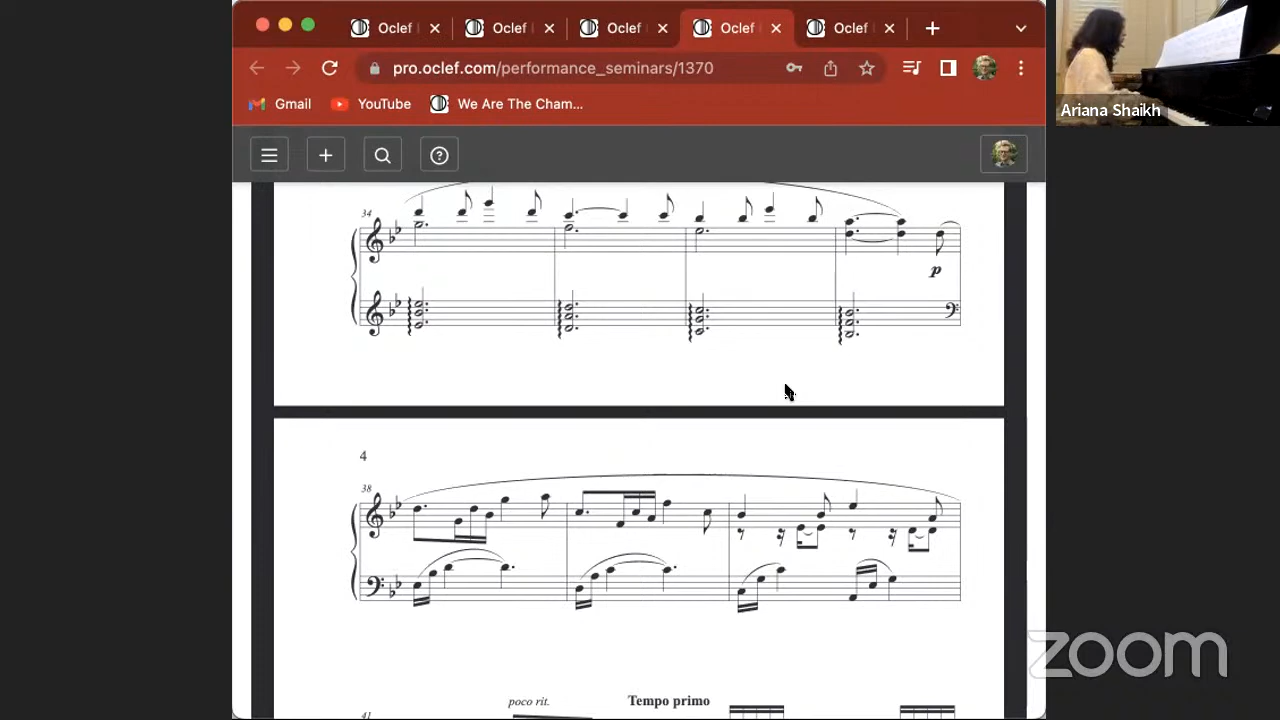 Oclef
Oclef
Oclef
Oclef
Oclef
pro.oclef.com/performance_seminars/1370
Gmail
YouTube
We Are The Cham...
Ariana Shaikh
34
p
4
38
poco rit.
Tempo primo
41
zoom